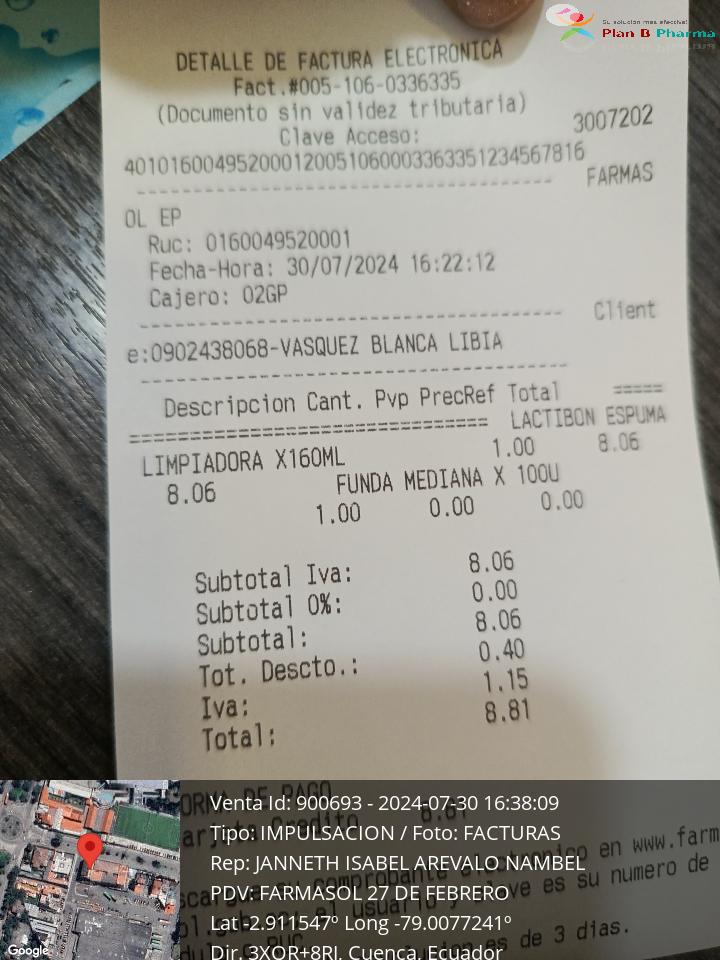 Su solucion mas efectiva!
Plan B Pharma
DETALLE DE FACTURA ELECTRONICA
Fact.#005-106-0336335
(Documento sin validez tributaria)
Clave Acceso: 3007202
401016004952000120051060003363351234567816
FARMAS
OL EP
Ruc: 0160049520001
Fecha-Hora: 30/07/2024 16:22:12
Cajero: 02GP
Client
e:0902438068-VASQUEZ BLANCA LIBIA
Descripcion Cant. Pvp PrecRef Total =====
============================== LACTIBON ESPUMA
LIMPIADORA X160ML 1.00 8.06
8.06 FUNDA MEDIANA X 100U
1.00 0.00 0.00
Subtotal Iva: 8.06
Subtotal 0%: 0.00
Subtotal: 8.06
Tot. Descto.: 0.40
Iva: 1.15
Total: 8.81
Venta Id: 900693 - 2024-07-30 16:38:09
Tipo: IMPULSACION / Foto: FACTURAS
Rep: JANNETH ISABEL AREVALO NAMBEL
PDV: FARMASOL 27 DE FEBRERO
Lat -2.911547º Long -79.0077241º
Dir. 3XQR+8RJ, Cuenca, Ecuador
Google